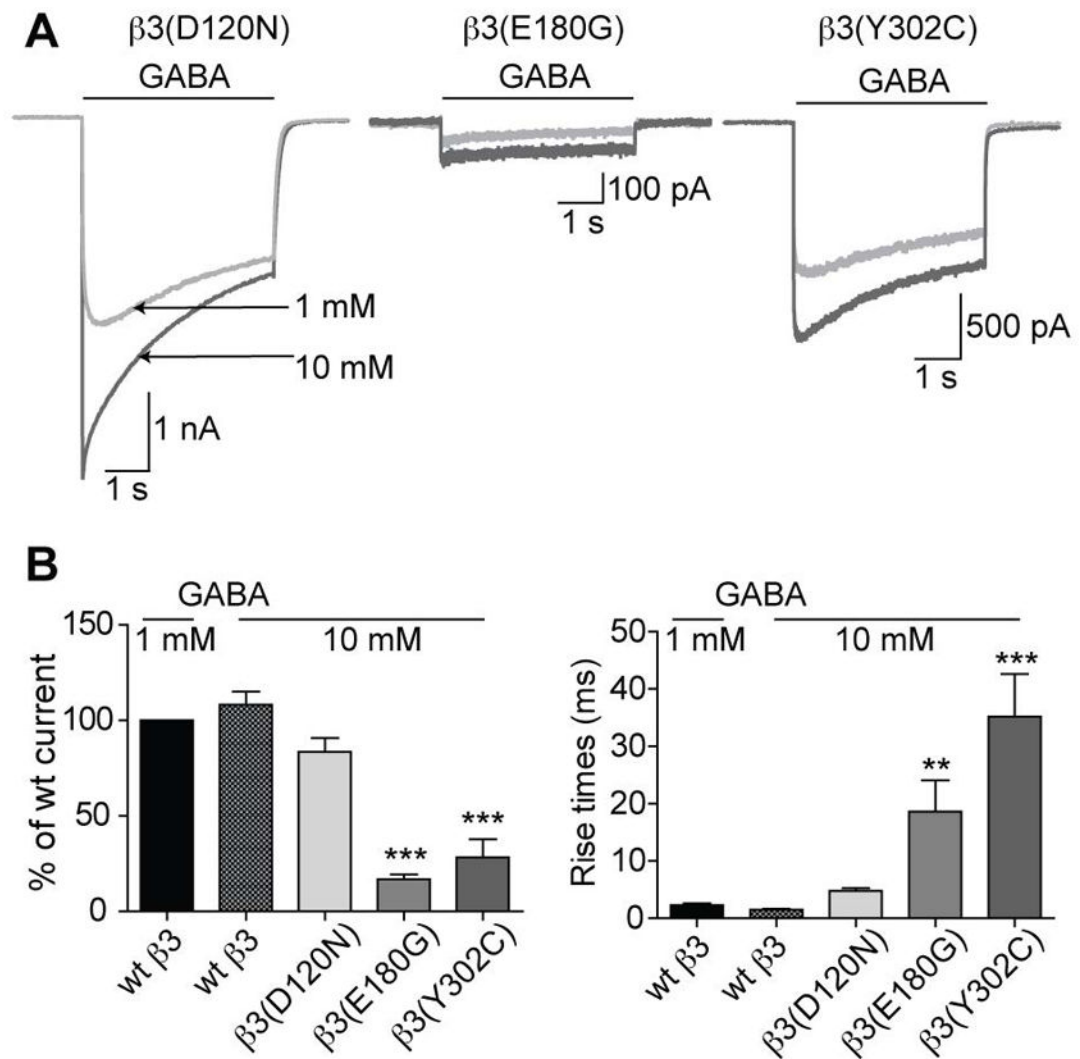 A
β3(D120N)
β3(E180G)
β3(Y302C)
GABA
GABA
GABA
100 pA
1 s
1 mM
10 mM
500 pA
1 s
1 nA
1 s
B
GABA
1 mM
10 mM
% of wt current
150
100
50
0
***
***
wt β3
wt β3
β3(D120N)
β3(E180G)
β3(Y302C)
GABA
1 mM
10 mM
Rise times (ms)
50
40
30
20
10
0
**
***
wt β3
wt β3
β3(D120N)
β3(E180G)
β3(Y302C)